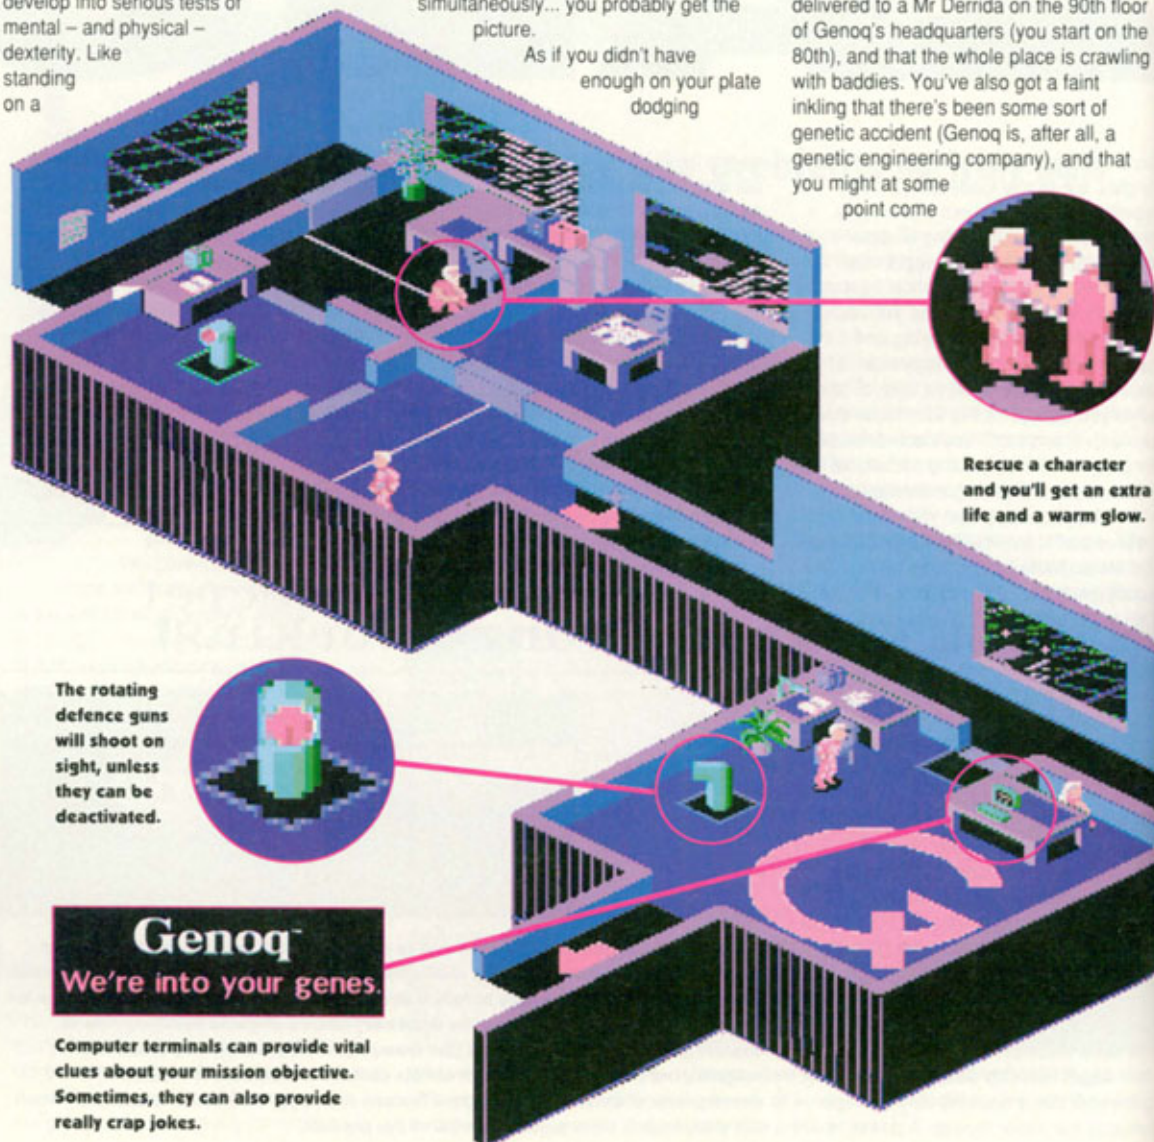 develop into serious tests of
mental – and physical –
dexterity. Like
standing
on a
simultaneously... you probably get the
picture.
As if you didn't have
enough on your plate
dodging
delivered to a Mr Derrida on the 90th floor
of Genoq's headquarters (you start on the
80th), and that the whole place is crawling
with baddies. You've also got a faint
inkling that there's been some sort of
genetic accident (Genoq is, after all, a
genetic engineering company), and that
you might at some
point come
Rescue a character
and you'll get an extra
life and a warm glow.
The rotating
defence guns
will shoot on
sight, unless
they can be
deactivated.
Genoq™
We're into your genes.
Computer terminals can provide vital
clues about your mission objective.
Sometimes, they can also provide
really crap jokes.